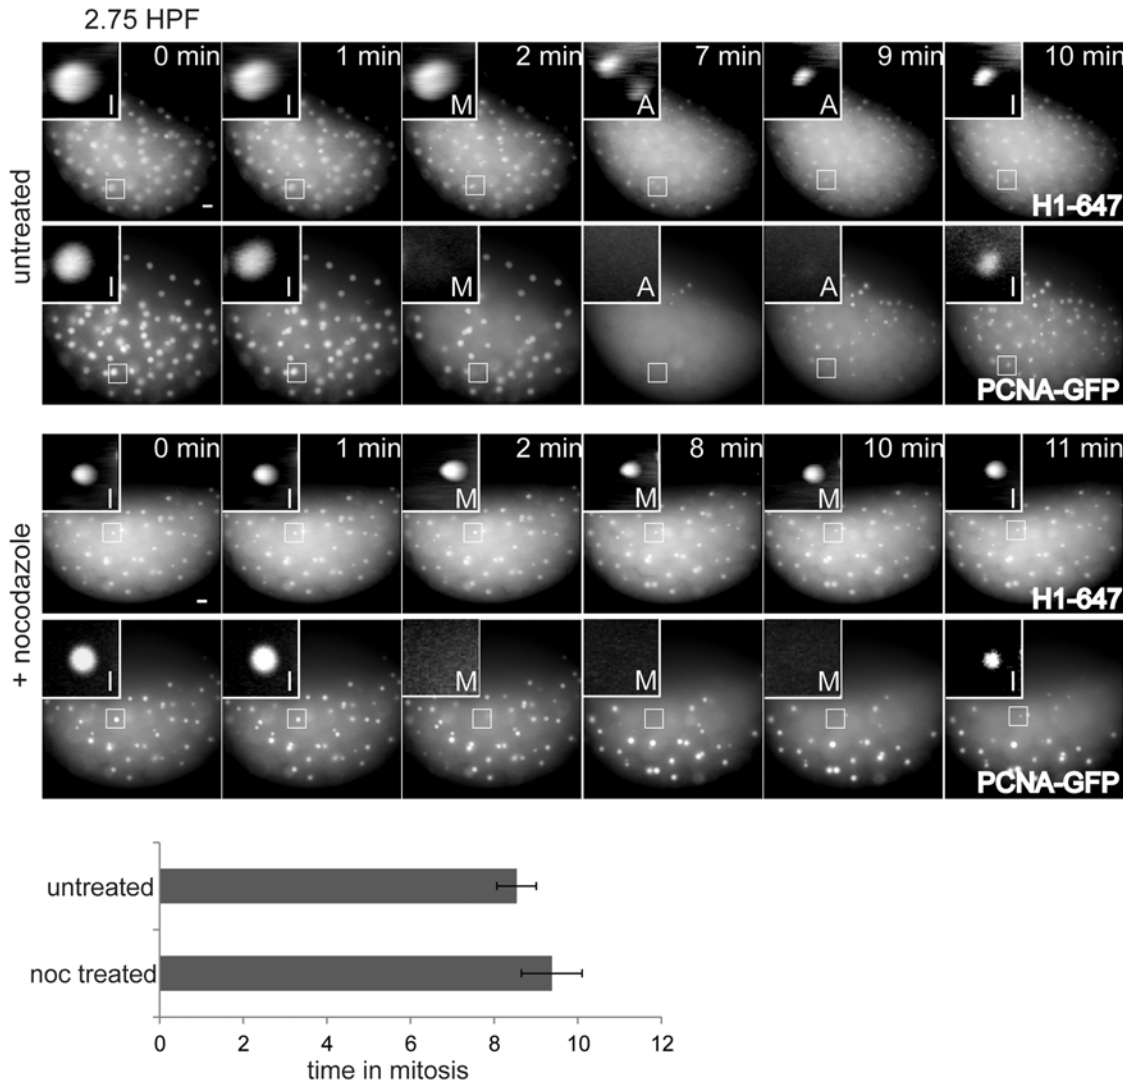 2.75 HPF
untreated
0 min 1 min 2 min 7 min 9 min 10 min
I I M A A I
H1-647
I I M A A I
PCNA-GFP
+ nocodazole
0 min 1 min 2 min 8 min 10 min 11 min
I I M M M I
H1-647
I I M M M I
PCNA-GFP
untreated
noc treated
0 2 4 6 8 10 12
time in mitosis